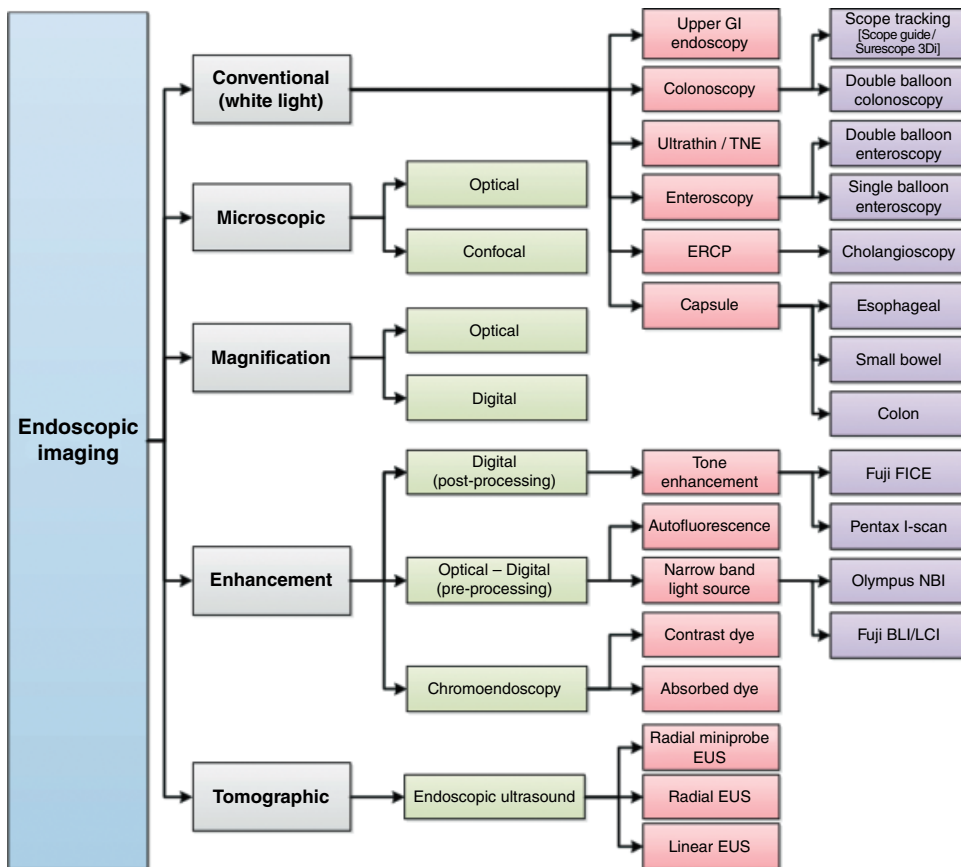 Endoscopic
imaging
Conventional
(white light)
Upper GI
endoscopy
Colonoscopy
Scope tracking
[Scope guide/
Surescope 3Di]
Double balloon
colonoscopy
Ultrathin / TNE
Enteroscopy
Double balloon
enteroscopy
Single balloon
enteroscopy
ERCP
Cholangioscopy
Capsule
Esophageal
Small bowel
Colon
Microscopic
Optical
Confocal
Magnification
Optical
Digital
Enhancement
Digital
(post-processing)
Tone
enhancement
Fuji FICE
Pentax I-scan
Optical – Digital
(pre-processing)
Autofluorescence
Narrow band
light source
Olympus NBI
Fuji BLI/LCI
Chromoendoscopy
Contrast dye
Absorbed dye
Tomographic
Endoscopic ultrasound
Radial miniprobe
EUS
Radial EUS
Linear EUS